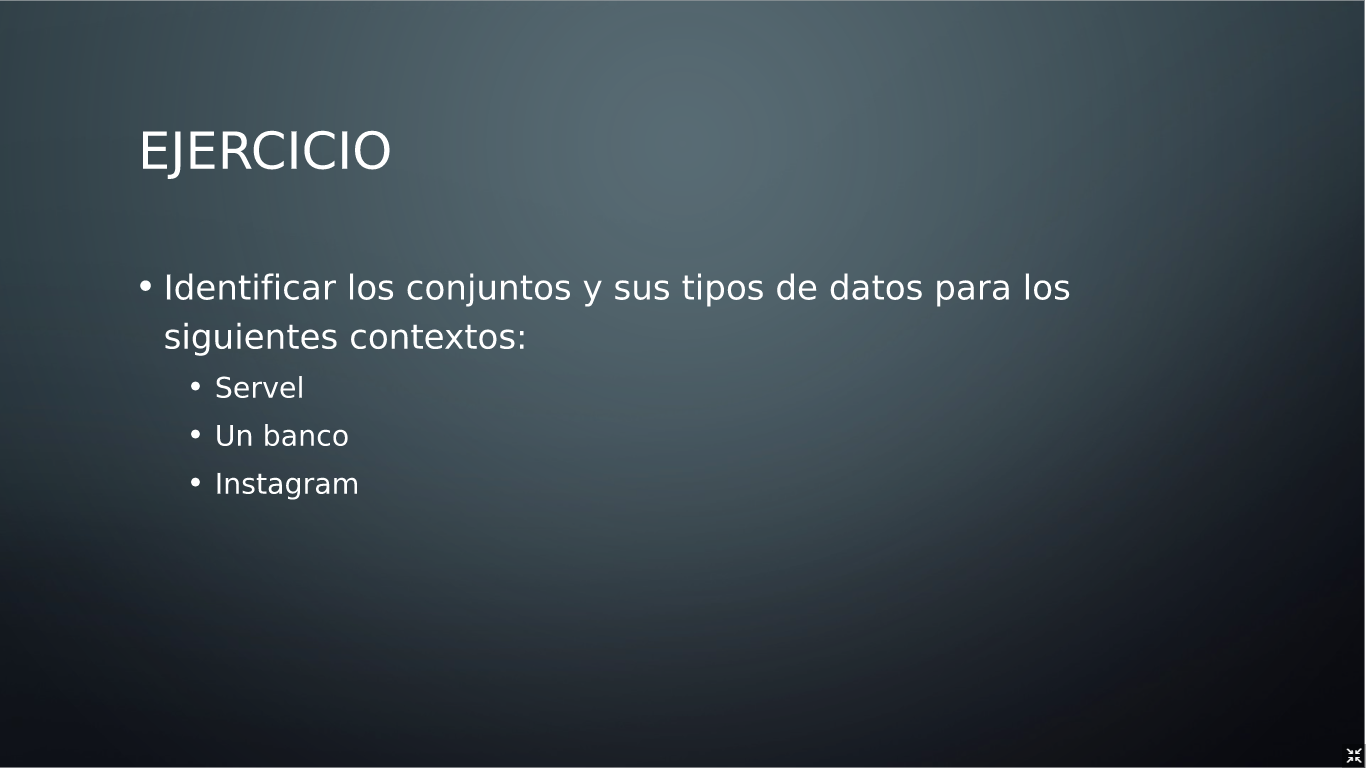 EJERCICIO
• Identificar los conjuntos y sus tipos de datos para los
siguientes contextos:
• Servel
• Un banco
• Instagram